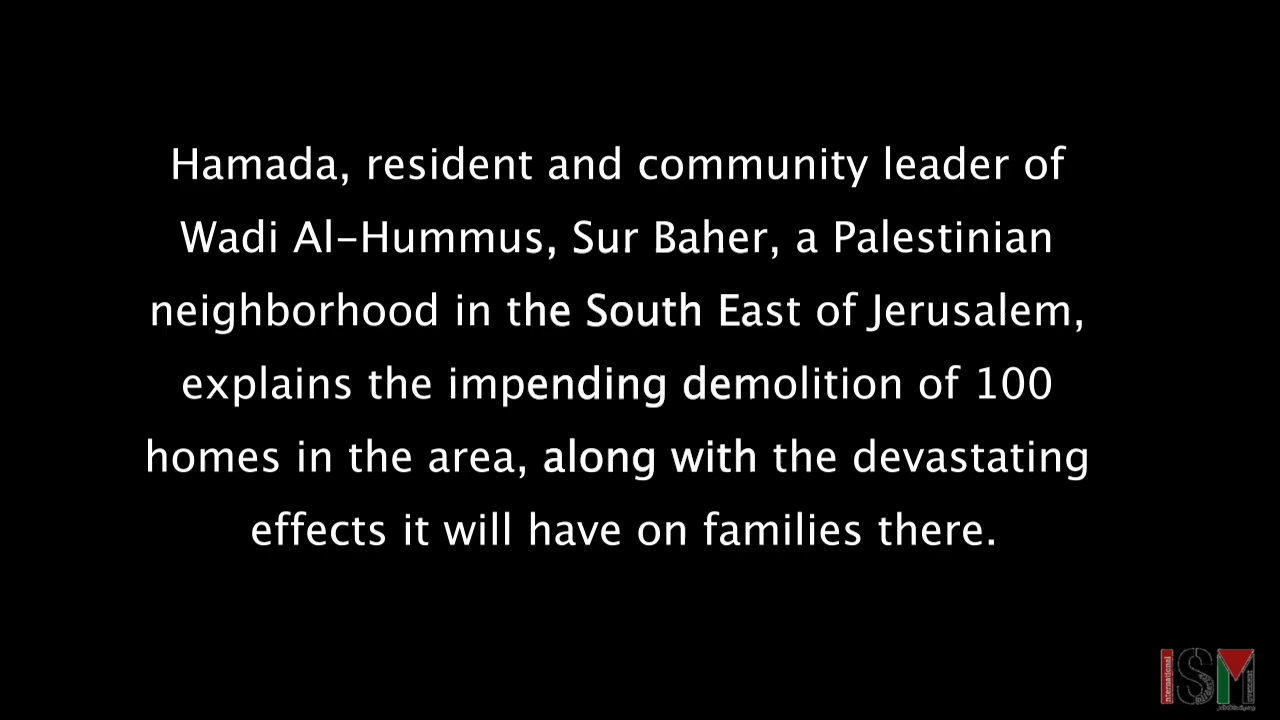 Hamada, resident and community leader of
Wadi Al-Hummus, Sur Baher, a Palestinian
neighborhood in the South East of Jerusalem,
explains the impending demolition of 100
homes in the area, along with the devastating
effects it will have on families there.
ISM